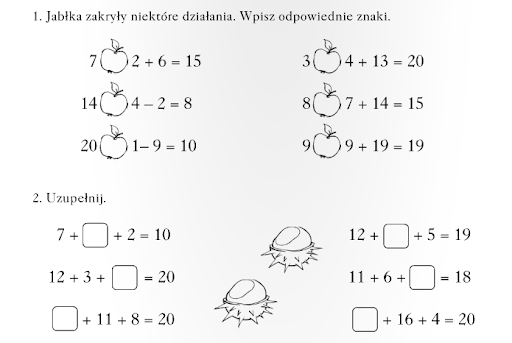 1. Jabłka zakryły niektóre działania. Wpisz odpowiednie znaki.
7 2 + 6 = 15
3 4 + 13 = 20
14 4 – 2 = 8
8 7 + 14 = 15
20 1– 9 = 10
9 9 + 19 = 19
2. Uzupełnij.
7 + + 2 = 10
12 + + 5 = 19
12 + 3 + = 20
11 + 6 + = 18
+ 11 + 8 = 20
+ 16 + 4 = 20